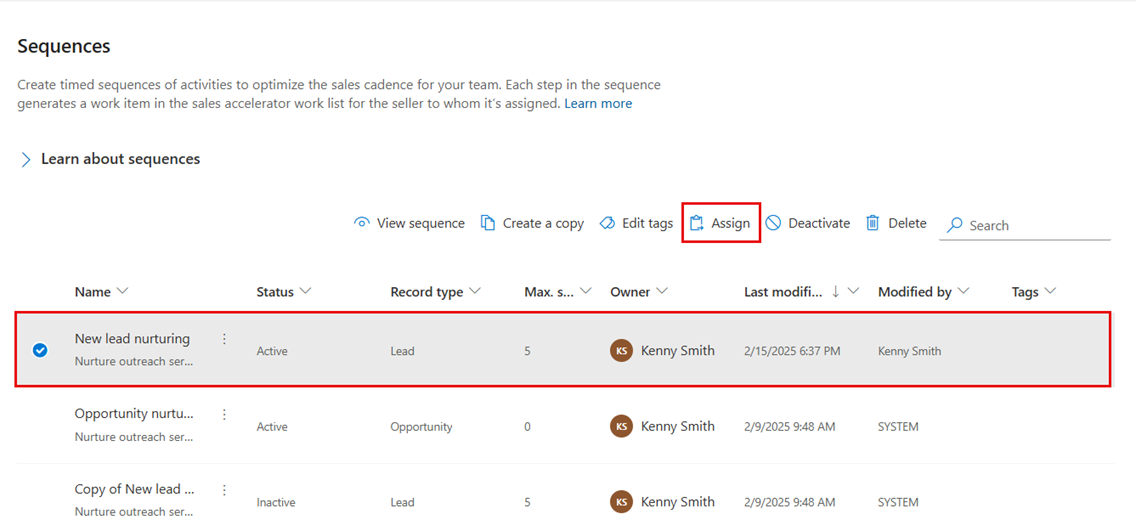 Sequences
Create timed sequences of activities to optimize the sales cadence for your team. Each step in the sequence
generates a work item in the sales accelerator work list for the seller to whom it's assigned. Learn more
Learn about sequences
View sequence Create a copy Edit tags Assign Deactivate Delete Search
Name Status Record type Max. s... Owner Last modifi... Modified by Tags
New lead nurturing
Nurture outreach ser...
Active Lead 5 KS Kenny Smith 2/15/2025 6:37 PM Kenny Smith
Opportunity nurtu...
Nurture outreach ser...
Active Opportunity 0 KS Kenny Smith 2/9/2025 9:48 AM SYSTEM
Copy of New lead ...
Nurture outreach ser...
Inactive Lead 5 KS Kenny Smith 2/9/2025 9:48 AM SYSTEM